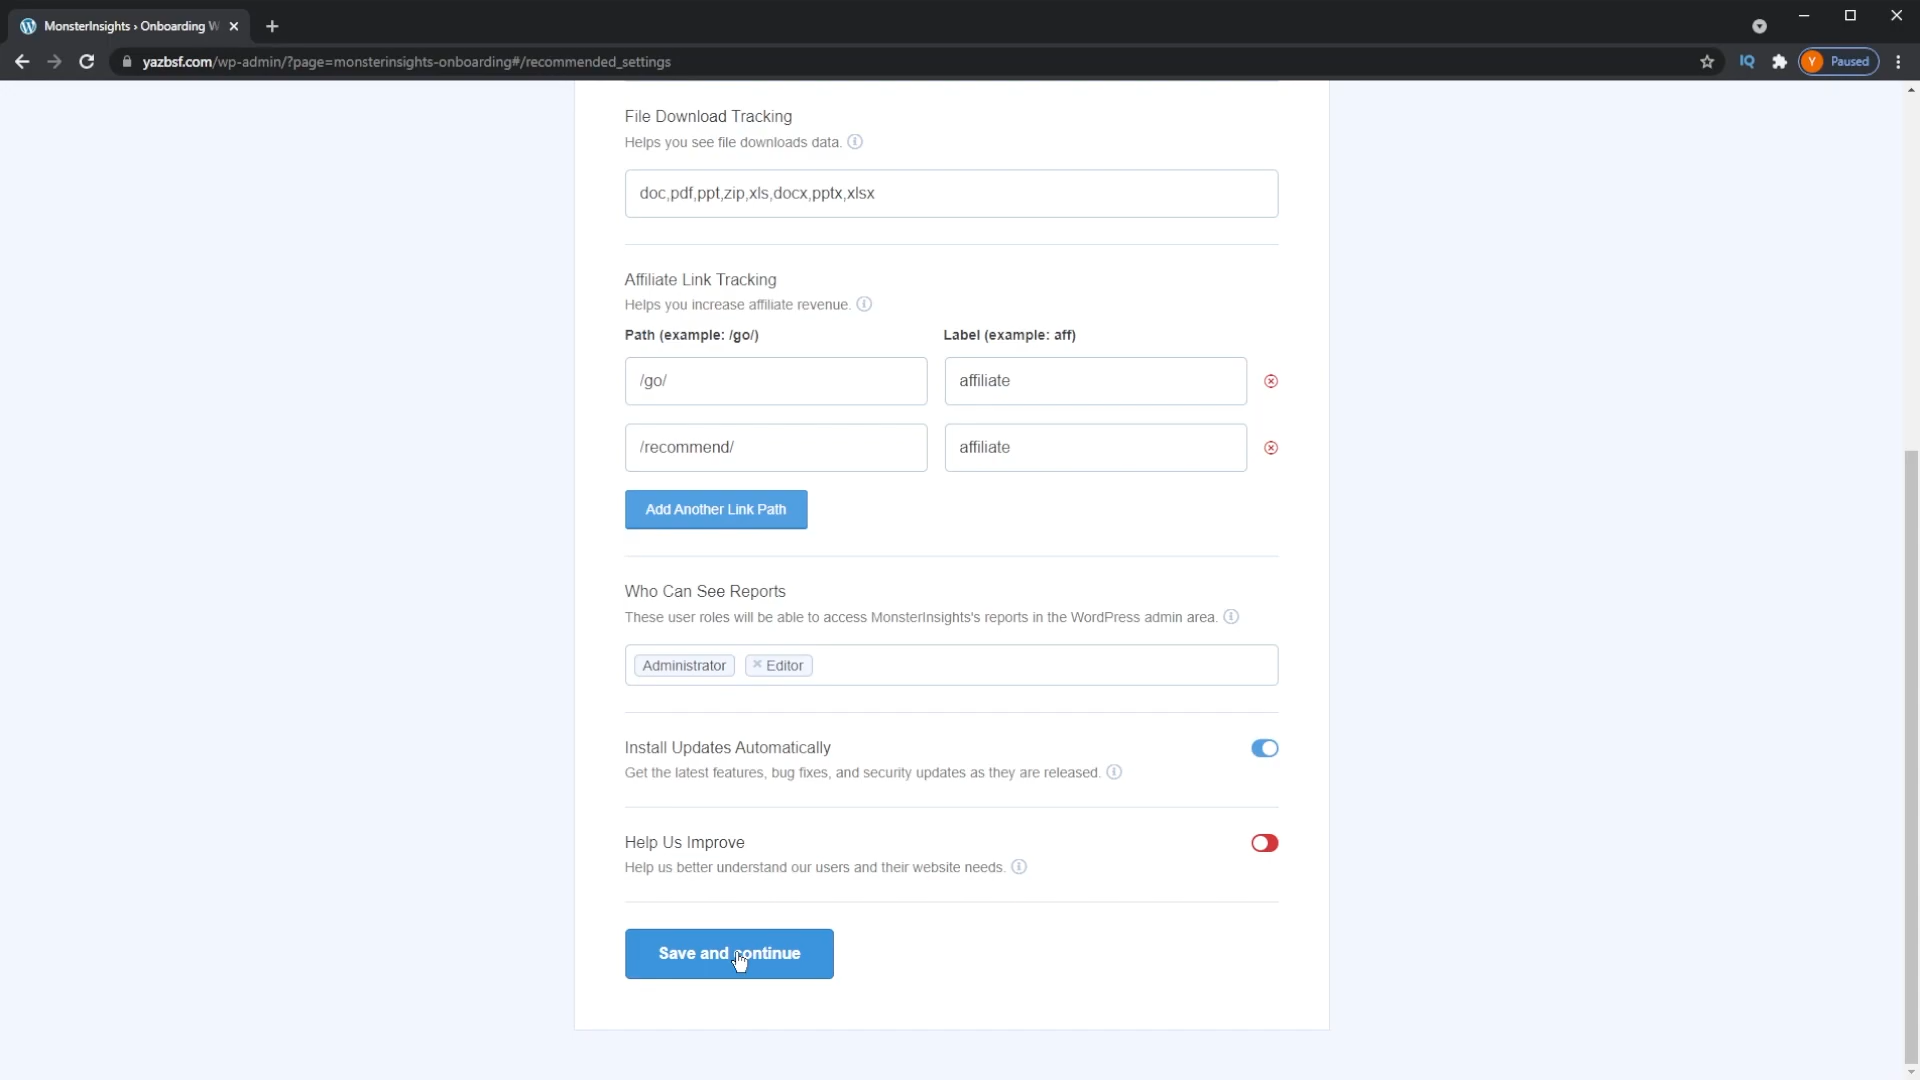 MonsterInsights › Onboarding W
yazbsf.com/wp-admin/?page=monsterinsights-onboarding#/recommended_settings
IQ
Y
Paused
File Download Tracking
Helps you see file downloads data.
doc,pdf,ppt,zip,xls,docx,pptx,xlsx
Affiliate Link Tracking
Helps you increase affiliate revenue.
Path (example: /go/) Label (example: aff)
/go/ affiliate
/recommend/ affiliate
Add Another Link Path
Who Can See Reports
These user roles will be able to access MonsterInsights's reports in the WordPress admin area.
Administrator × Editor
Install Updates Automatically
Get the latest features, bug fixes, and security updates as they are released.
Help Us Improve
Help us better understand our users and their website needs.
Save and continue